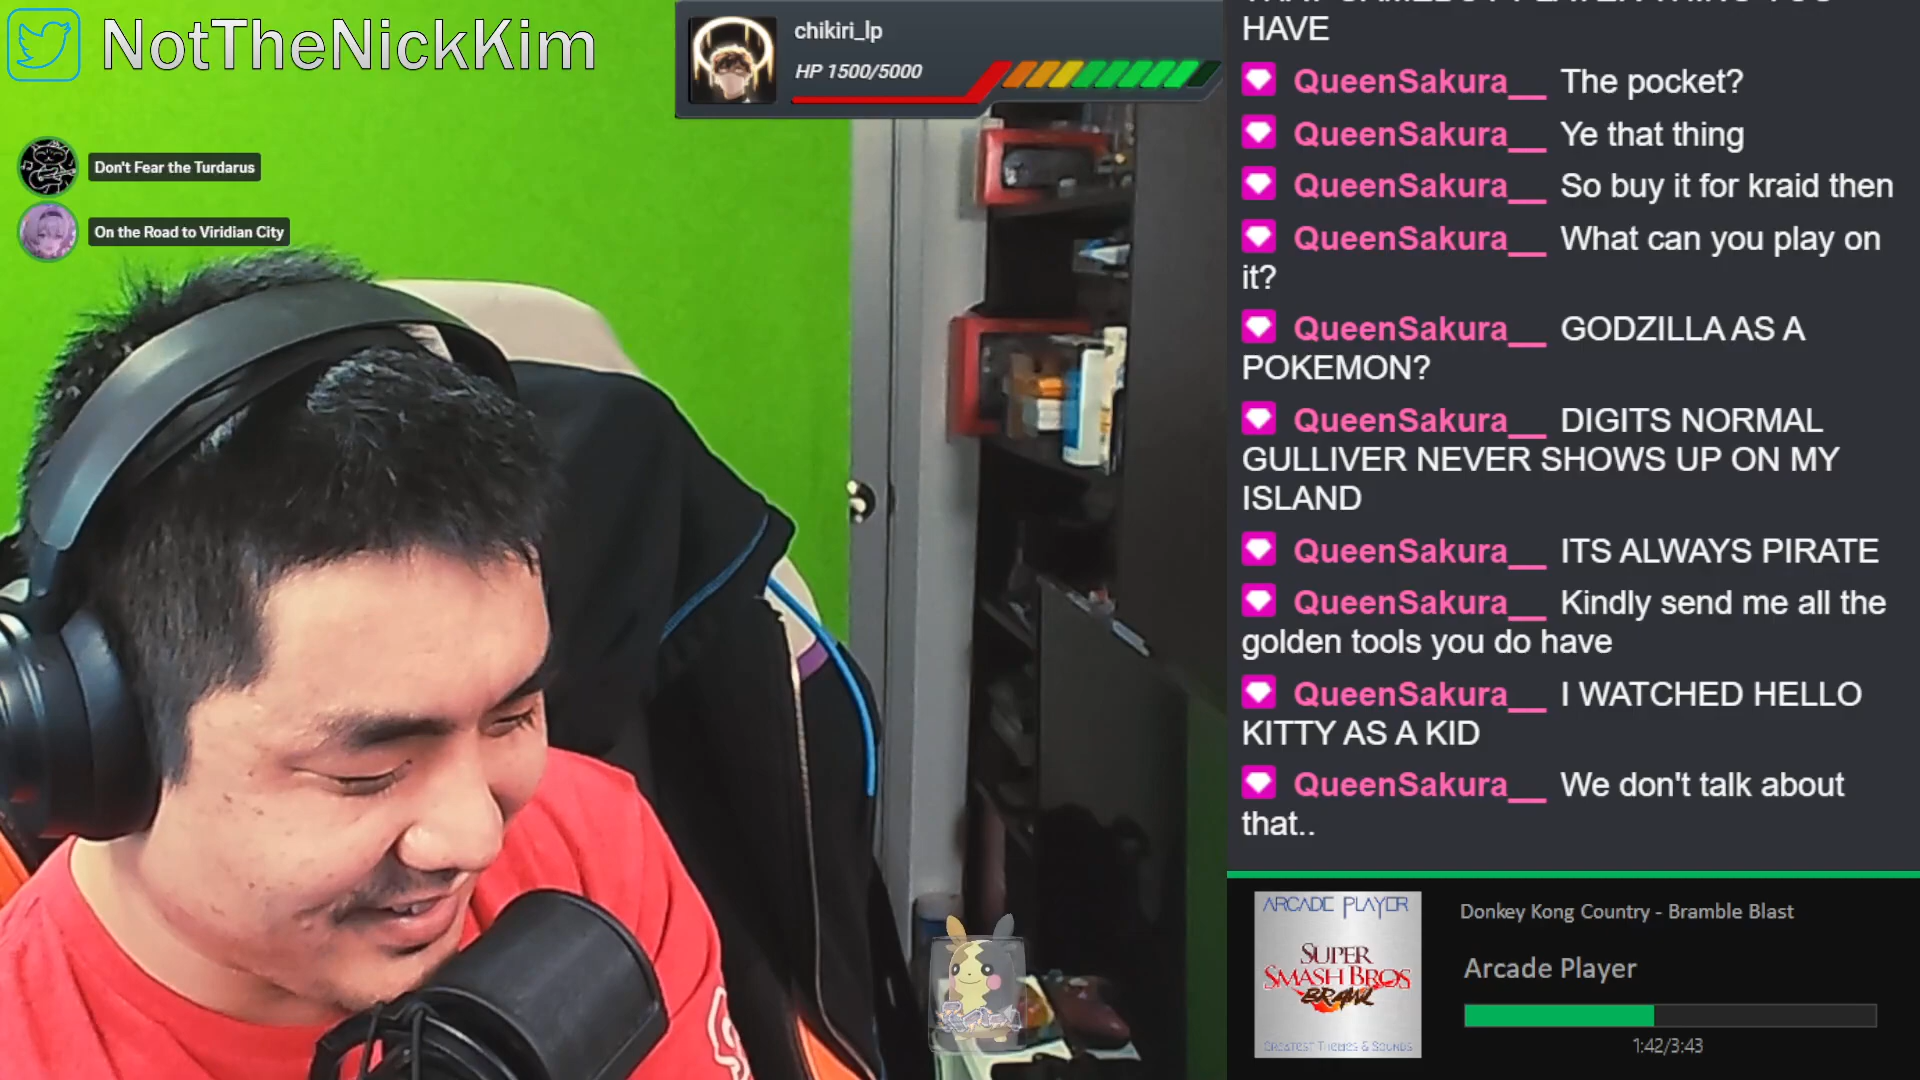 NotTheNickKim
chikiri_lp
HP 1500/5000
Don't Fear the Turdarus
On the Road to Viridian City
HAVE
QueenSakura__ The pocket?
QueenSakura__ Ye that thing
QueenSakura__ So buy it for kraid then
QueenSakura__ What can you play on
it?
QueenSakura__ GODZILLA AS A
POKEMON?
QueenSakura__ DIGITS NORMAL
GULLIVER NEVER SHOWS UP ON MY
ISLAND
QueenSakura__ ITS ALWAYS PIRATE
QueenSakura__ Kindly send me all the
golden tools you do have
QueenSakura__ I WATCHED HELLO
KITTY AS A KID
QueenSakura__ We don't talk about
that..
ARCADE PLAYER
SUPER
SMASH BROS
BRAWL
GREATEST THEMES & SOUNDS
Donkey Kong Country - Bramble Blast
Arcade Player
1:42/3:43